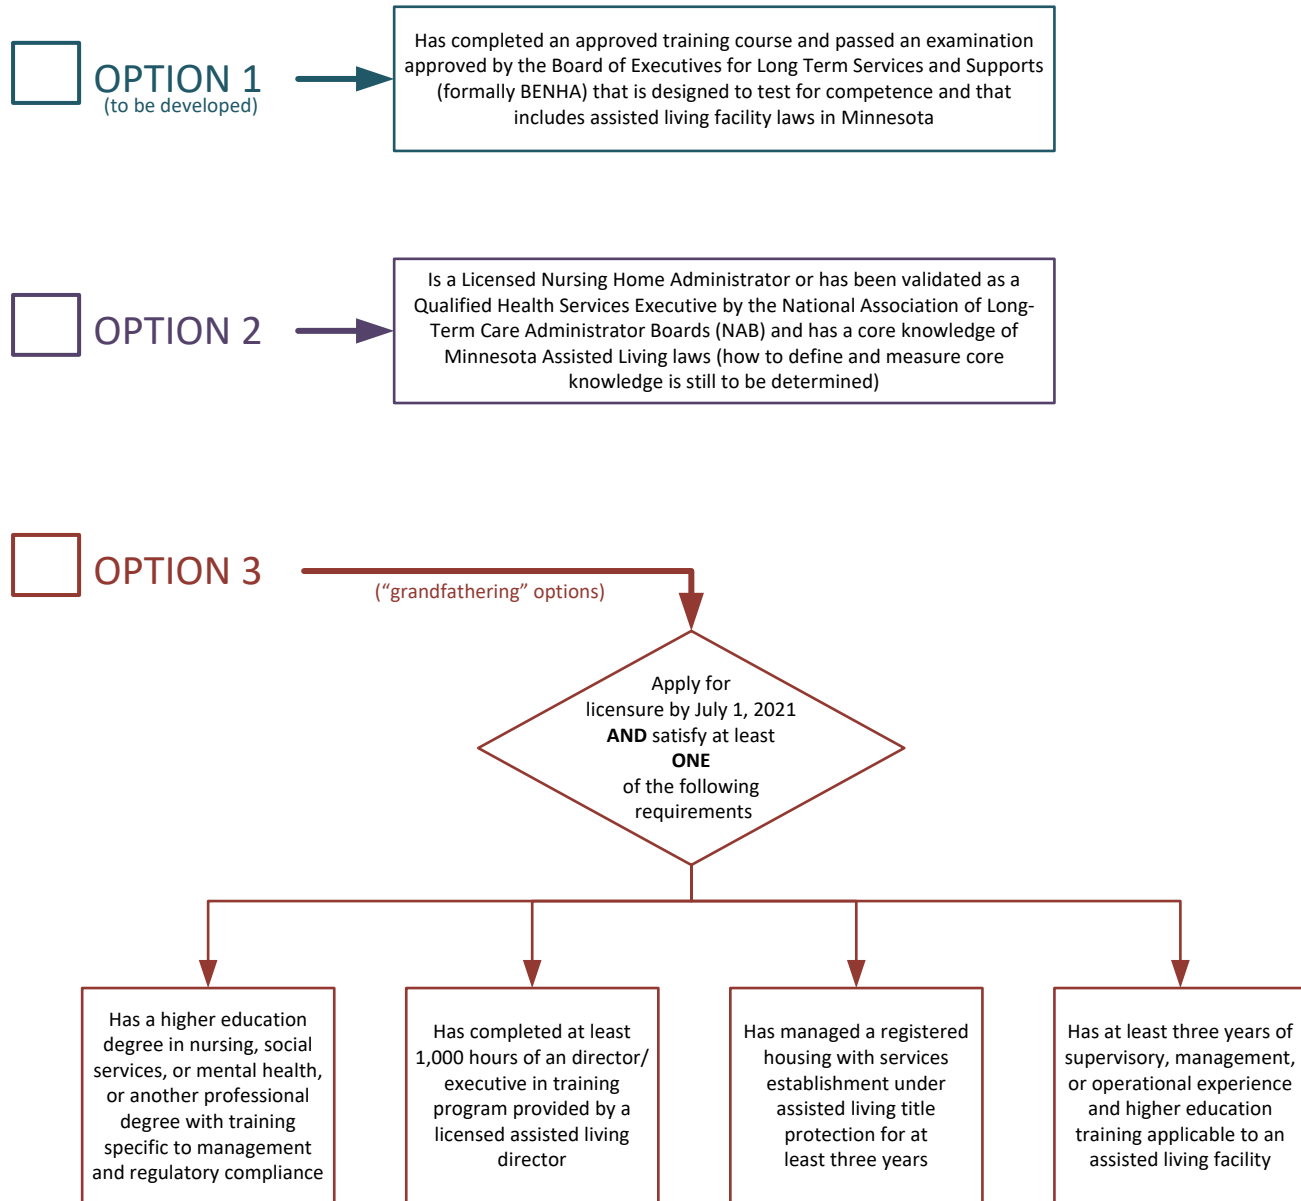 OPTION 1
(to be developed)
Has completed an approved training course and passed an examination
approved by the Board of Executives for Long Term Services and Supports
(formally BENHA) that is designed to test for competence and that
includes assisted living facility laws in Minnesota
OPTION 2
Is a Licensed Nursing Home Administrator or has been validated as a
Qualified Health Services Executive by the National Association of Long-
Term Care Administrator Boards (NAB) and has a core knowledge of
Minnesota Assisted Living laws (how to define and measure core
knowledge is still to be determined)
OPTION 3
(“grandfathering” options)
Apply for
licensure by July 1, 2021
AND satisfy at least
ONE
of the following
requirements
Has a higher education
degree in nursing, social
services, or mental health,
or another professional
degree with training
specific to management
and regulatory compliance
Has completed at least
1,000 hours of an director/
executive in training
program provided by a
licensed assisted living
director
Has managed a registered
housing with services
establishment under
assisted living title
protection for at
least three years
Has at least three years of
supervisory, management,
or operational experience
and higher education
training applicable to an
assisted living facility